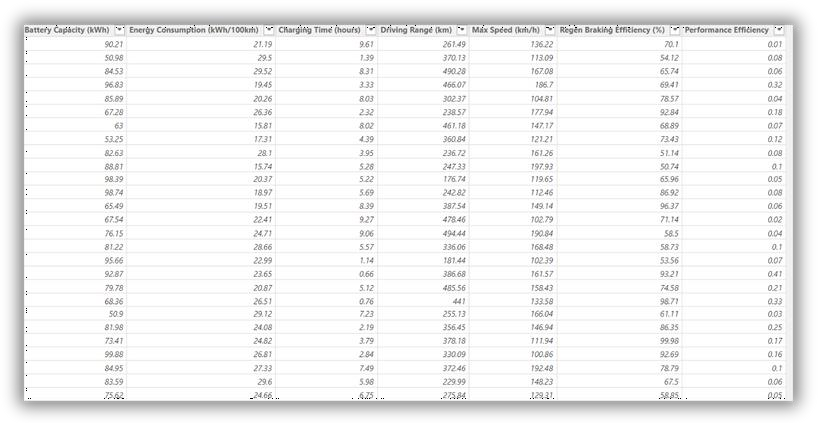 Battery Capacity (kWh) Energy Consumption (kWh/100km) Charging Time (hours) Driving Range (km) Max Speed (km/h) Regen Braking Efficiency (%) Performance Efficiency
90.21 21.19 9.61 261.49 136.22 70.1 0.01
50.98 29.5 1.39 370.13 113.09 54.12 0.08
84.53 29.52 8.31 490.28 167.08 65.74 0.06
96.83 19.45 3.33 466.07 186.7 69.41 0.32
85.89 20.26 8.03 302.37 104.81 78.57 0.04
67.28 26.36 2.32 238.57 177.94 92.84 0.18
63 15.81 8.02 461.18 147.17 68.89 0.07
53.25 17.31 4.39 360.84 121.21 73.43 0.12
82.63 28.1 3.95 236.72 161.26 51.14 0.08
88.81 15.74 5.28 247.33 197.93 50.74 0.1
98.39 20.37 5.22 176.74 119.65 65.96 0.05
98.74 18.97 5.69 242.82 112.46 86.92 0.08
65.49 19.51 8.39 387.54 149.14 96.37 0.06
67.54 22.41 9.27 478.46 102.79 71.14 0.02
76.15 24.71 9.06 494.44 190.84 58.5 0.04
81.22 28.66 5.57 336.06 168.48 58.73 0.1
95.66 22.99 1.14 181.44 102.39 53.56 0.07
92.87 23.65 0.66 386.68 161.57 93.21 0.41
79.78 20.87 5.12 485.56 158.43 74.58 0.21
68.36 26.51 0.76 441 133.58 98.71 0.33
50.9 29.12 7.23 255.13 166.04 61.11 0.03
81.98 24.08 2.19 356.45 146.94 86.35 0.25
73.41 24.82 3.79 378.18 111.94 99.98 0.17
99.88 26.81 2.84 330.09 100.86 92.69 0.16
84.95 27.33 7.49 372.46 192.48 78.79 0.1
83.59 29.6 5.98 229.99 148.23 67.5 0.06
75.62 24.66 6.75 275.84 129.31 58.85 0.05